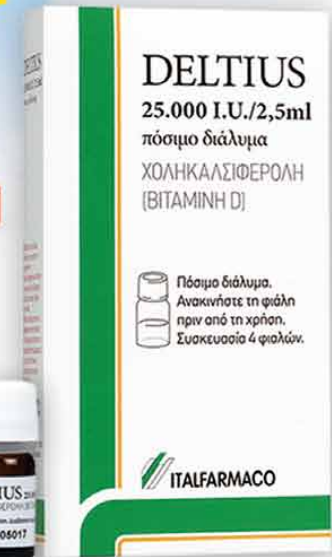 DELTIUS
25.000 I.U./2,5ml
πόσιμο διάλυμα
ΧΟΛΗΚΑΛΣΙΦΕΡΟΛΗ
(ΒΙΤΑΜΙΝΗ D)
Πόσιμο διάλυμα.
Ανακινήστε τη φιάλη
πριν από τη χρήση.
Συσκευασία 4 φιαλών.
ITALFARMACO